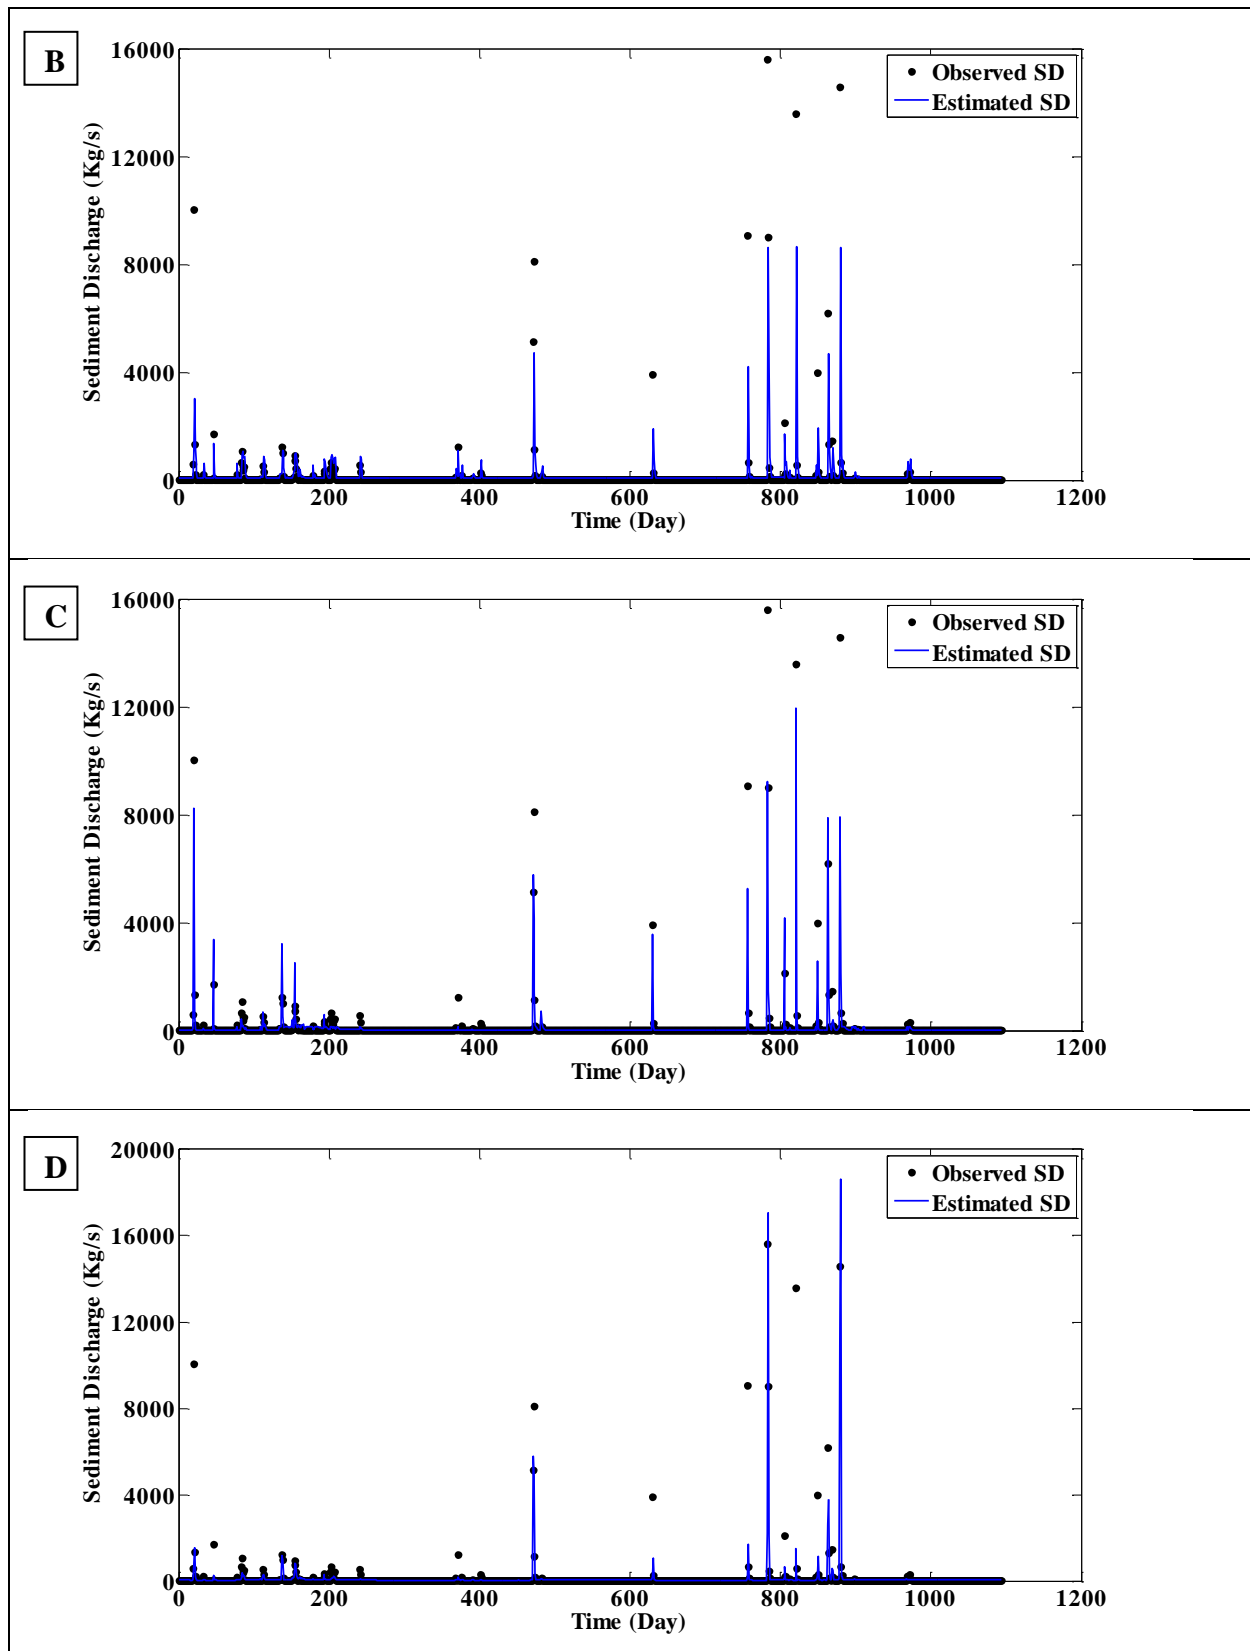 B
16000
12000
8000
4000
0
Sediment Discharge (Kg/s)
Observed SD
Estimated SD
0 200 400 600 800 1000 1200
Time (Day)
C
16000
12000
8000
4000
0
Sediment Discharge (Kg/s)
Observed SD
Estimated SD
0 200 400 600 800 1000 1200
Time (Day)
D
20000
16000
12000
8000
4000
0
Sediment Discharge (Kg/s)
Observed SD
Estimated SD
0 200 400 600 800 1000 1200
Time (Day)